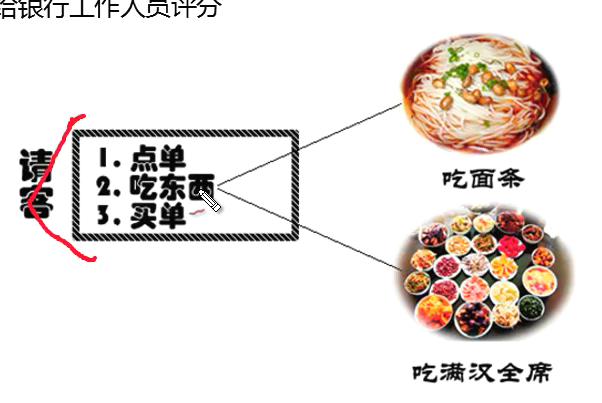 给银行工作人员评分
请客
1. 点单
2. 吃东西
3. 买单
吃面条
吃满汉全席